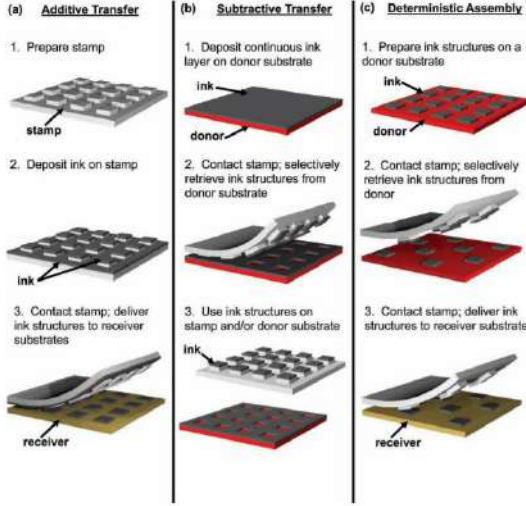 (a) Additive Transfer
1. Prepare stamp
stamp
2. Deposit ink on stamp
ink
3. Contact stamp; deliver
ink structures to receiver
substrates
receiver
(b) Subtractive Transfer
1. Deposit continuous ink
layer on donor substrate
ink
donor
2. Contact stamp; selectively
retrieve ink structures from
donor substrate
3. Use ink structures on
stamp and/or donor substrate
ink
(c) Deterministic Assembly
1. Prepare ink structures on a
donor substrate
ink
donor
2. Contact stamp; selectively
retrieve ink structures from
donor
3. Contact stamp; deliver ink
structures to receiver substrate
receiver